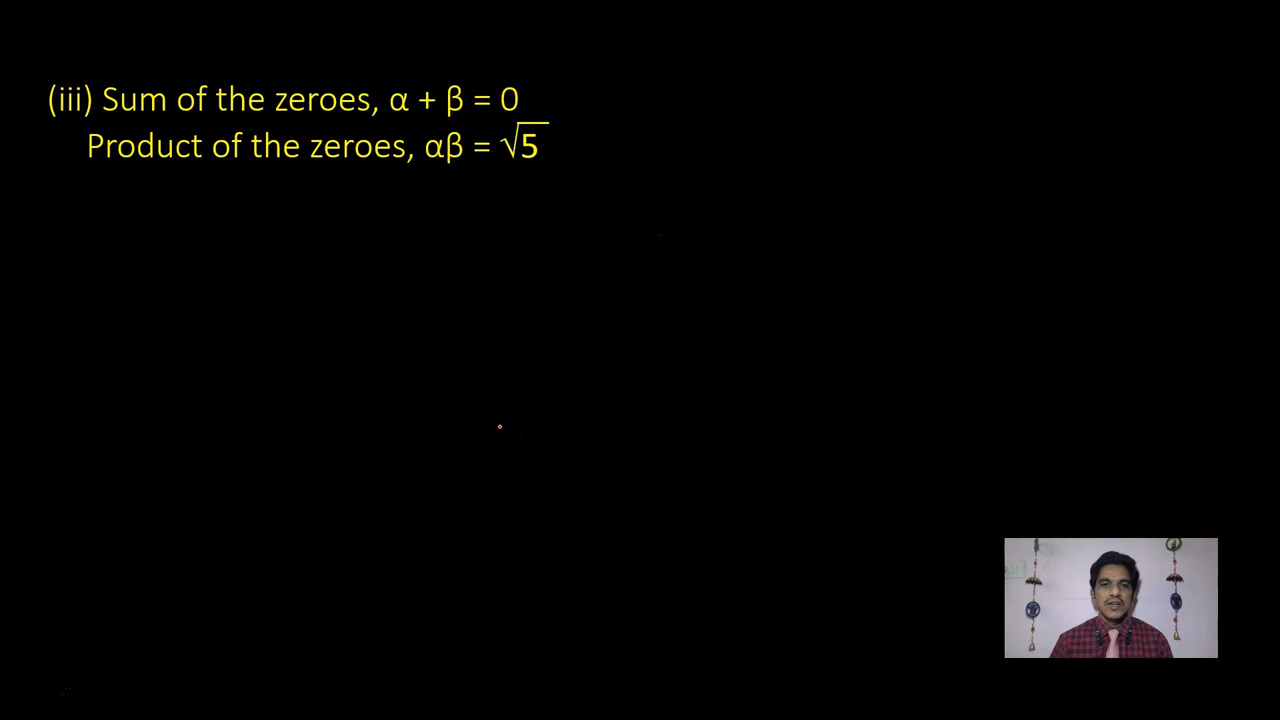 (iii) Sum of the zeroes, α + β = 0
Product of the zeroes, αβ = √5